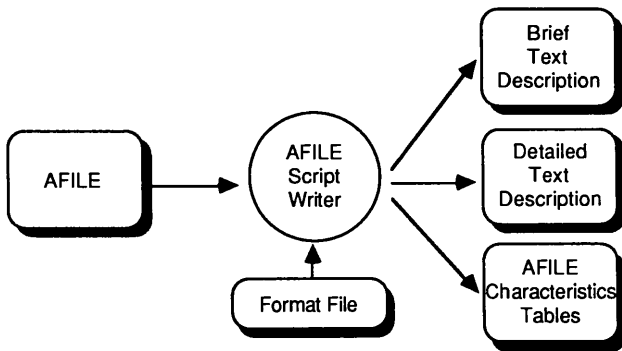 AFILE
AFILE
Script
Writer
Format File
Brief
Text
Description
Detailed
Text
Description
AFILE
Characteristics
Tables